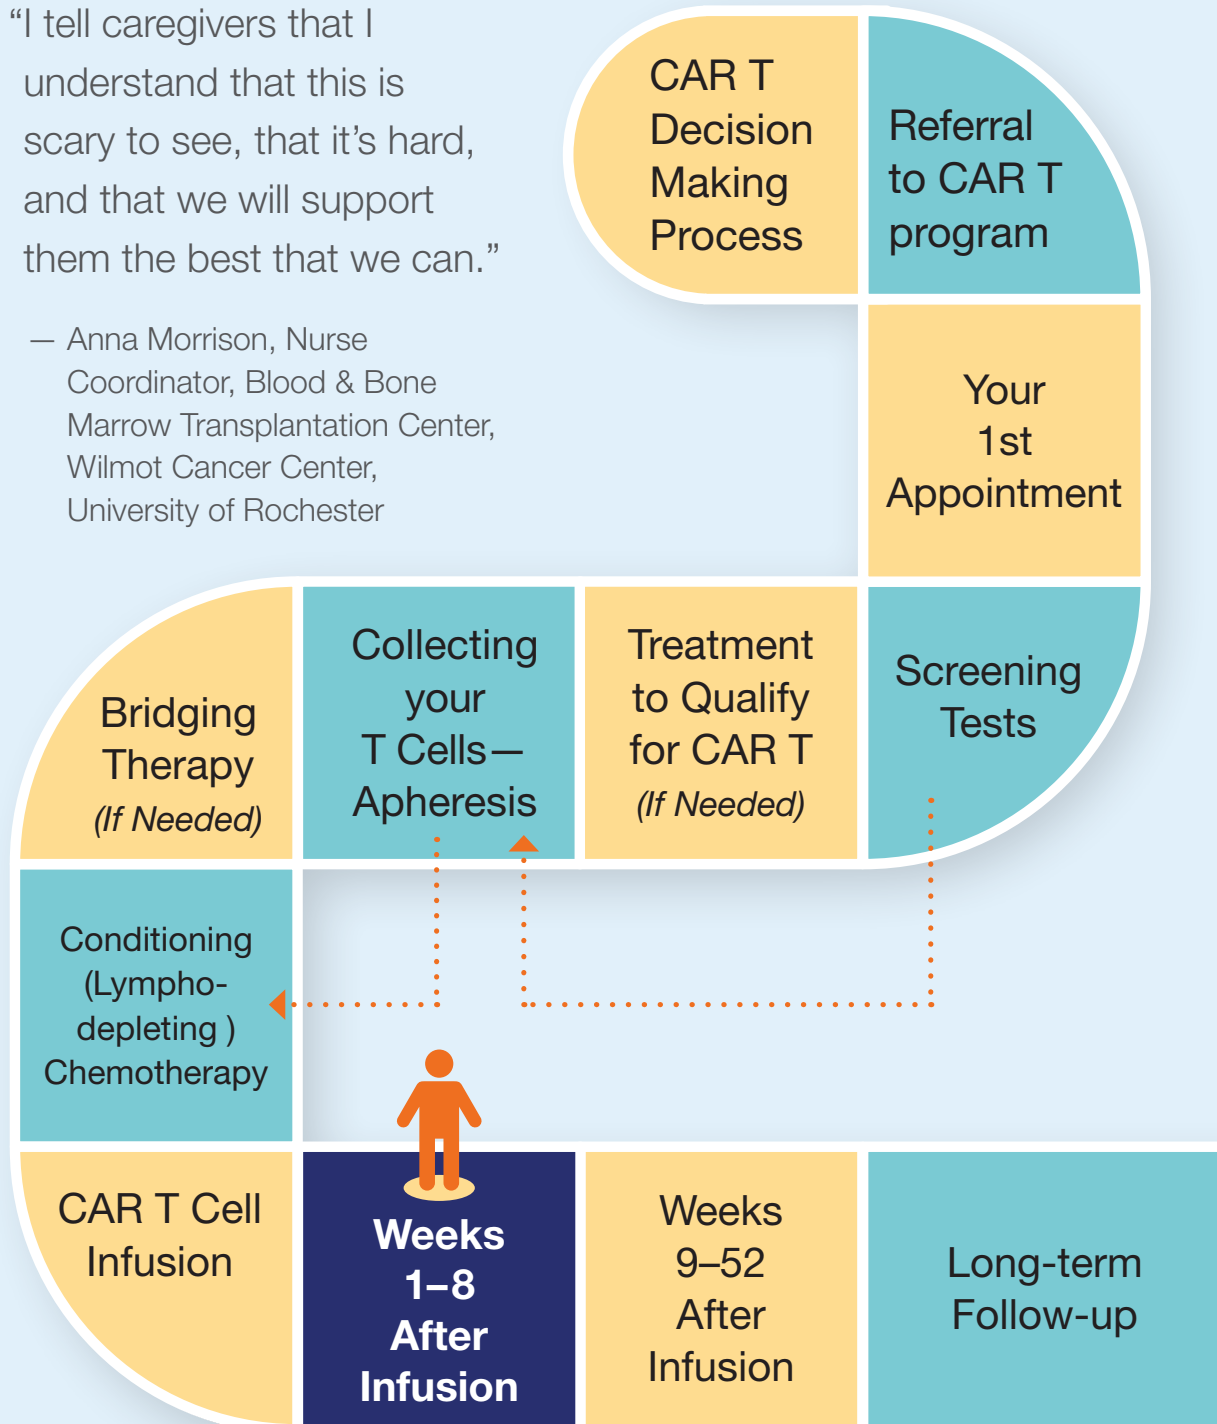 “I tell caregivers that I
understand that this is
scary to see, that it’s hard,
and that we will support
them the best that we can.”
— Anna Morrison, Nurse
Coordinator, Blood & Bone
Marrow Transplantation Center,
Wilmot Cancer Center,
University of Rochester
CAR T
Decision
Making
Process
Referral
to CAR T
program
Your
1st
Appointment
Screening
Tests
Treatment
to Qualify
for CAR T
(If Needed)
Collecting
your
T Cells—
Apheresis
Bridging
Therapy
(If Needed)
Conditioning
(Lympho-
depleting )
Chemotherapy
CAR T Cell
Infusion
Weeks
1–8
After
Infusion
Weeks
9–52
After
Infusion
Long-term
Follow-up